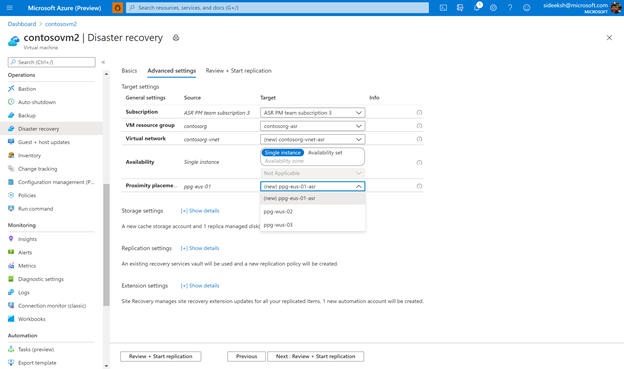 Microsoft Azure (Preview)
Search resources, services, and docs (G+/)
1
sideeksh@microsoft.com
MICROSOFT
Dashboard > contosovm2 >
contosovm2 | Disaster recovery
Virtual machine
Search (Ctrl+/)
«
Operations
Bastion
Auto-shutdown
Backup
Disaster recovery
Guest + host updates
Inventory
Change tracking
Configuration management (P...
Policies
Run command
Monitoring
Insights
Alerts
Metrics
Diagnostic settings
Logs
Connection monitor (classic)
Workbooks
Automation
Tasks (preview)
Export template
Basics Advanced settings Review + Start replication
Target settings
General settings Source Target Info
Subscription ASR PM team subscription 3 ASR PM team subscription 3
VM resource group contosorg contosorg-asr
Virtual network contosorg-vnet (new) contosorg-vnet-asr
Availability Single instance Single instance Availability set
Availability zone
Not Applicable
Proximity placeme... ppg-eus-01 (new) ppg-eus-01-asr
(new) ppg-eus-01-asr
ppg-wus-02
ppg-wus-03
Storage settings [+] Show details
A new cache storage account and 1 replica managed disk
Replication settings [+] Show details
An existing recovery services vault will be used and a new replication policy will be created.
Extension settings [+] Show details
Site Recovery manages site recovery extension updates for all your replicated items. 1 new automation account will be created.
Review + Start replication Previous Next : Review + Start replication